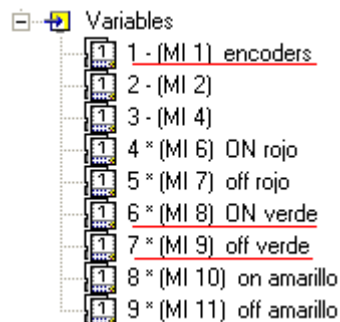 Variables
1 - (MI 1) encoders
2 - (MI 2)
3 - (MI 4)
4 * (MI 6) ON rojo
5 * (MI 7) off rojo
6 * (MI 8) ON verde
7 * (MI 9) off verde
8 * (MI 10) on amarillo
9 * (MI 11) off amarillo